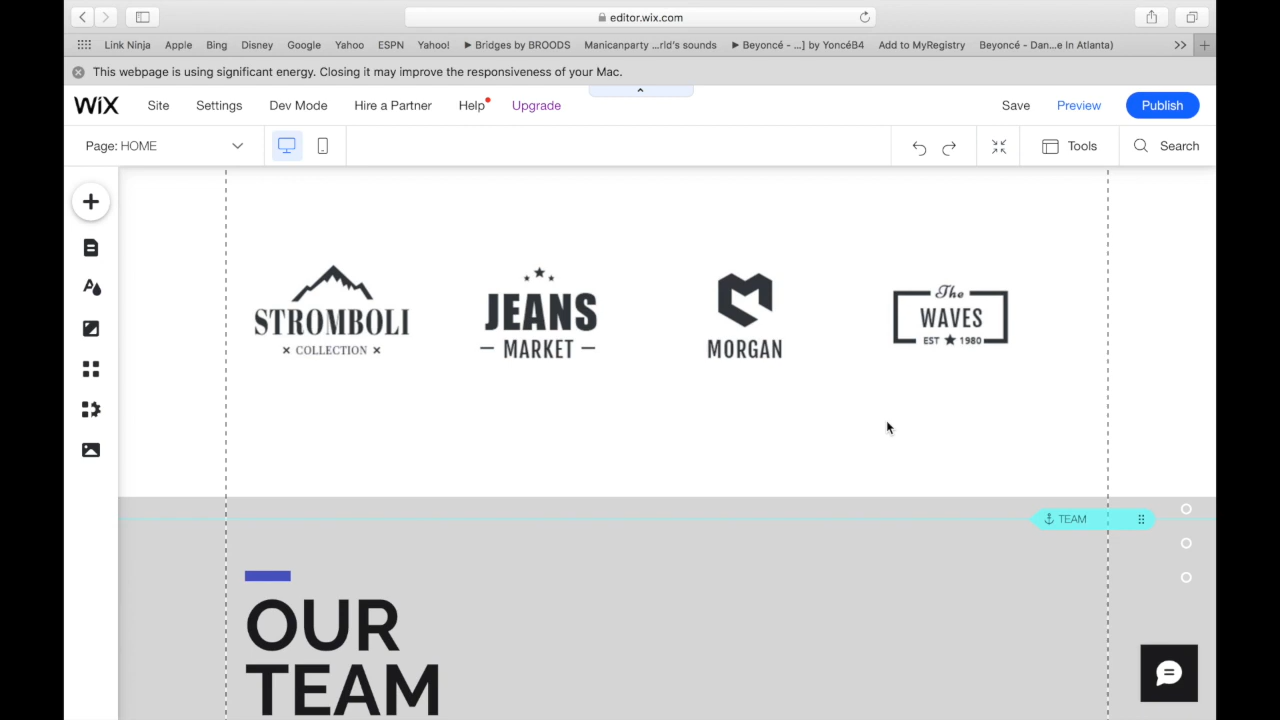 editor.wix.com
Link Ninja Apple Bing Disney Google Yahoo ESPN Yahoo! ▶ Bridges by BROODS Manicanparty ...rld's sounds ▶ Beyoncé - ...] by YoncéB4 Add to MyRegistry Beyoncé - Dan...e In Atlanta)
This webpage is using significant energy. Closing it may improve the responsiveness of your Mac.
WiX Site Settings Dev Mode Hire a Partner Help Upgrade Save Preview Publish
Page: HOME Tools Search
STROMBOLI
× COLLECTION ×
JEANS
— MARKET —
MORGAN
The
WAVES
EST ★ 1980
TEAM
OUR
TEAM